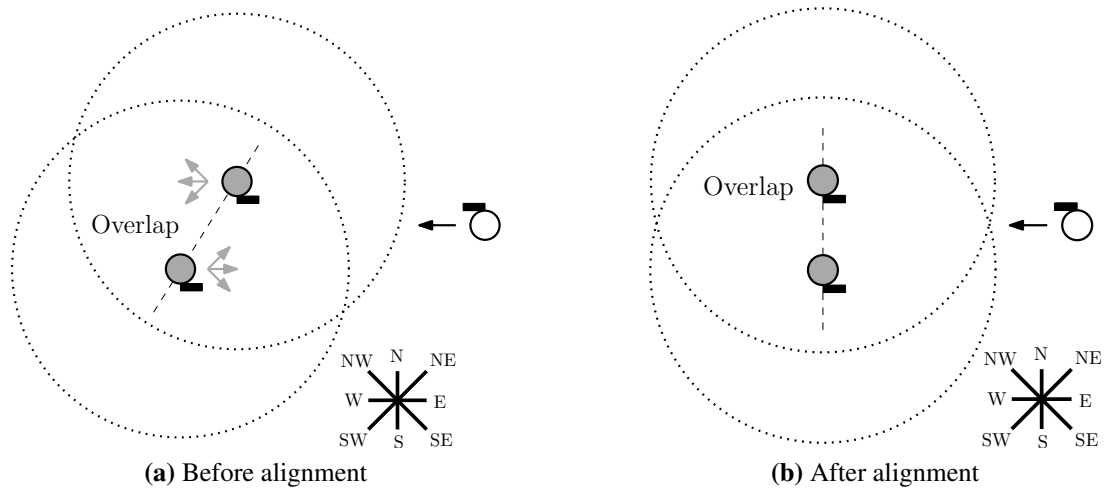 Overlap
NW N NE
W E
SW S SE
(a) Before alignment
Overlap
NW N NE
W E
SW S SE
(b) After alignment